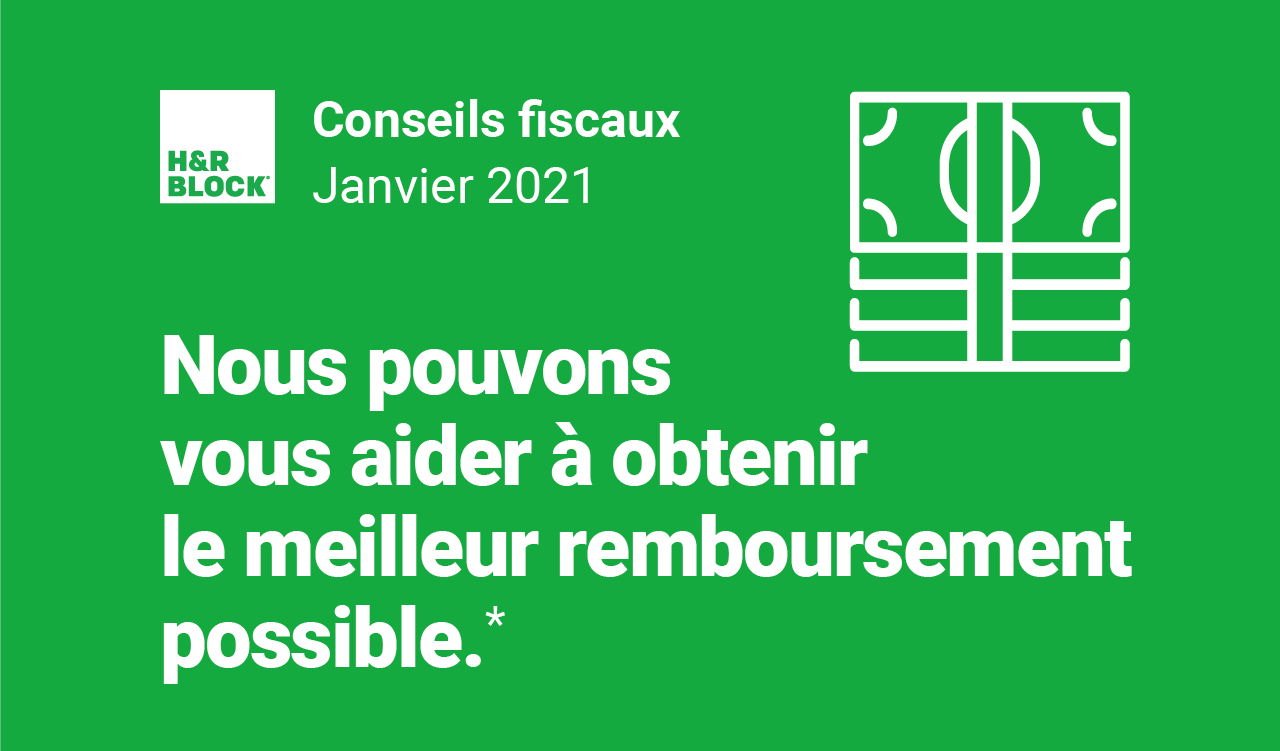 H&R
BLOCK®
Conseils fiscaux
Janvier 2021
Nous pouvons
vous aider à obtenir
le meilleur remboursement
possible.*